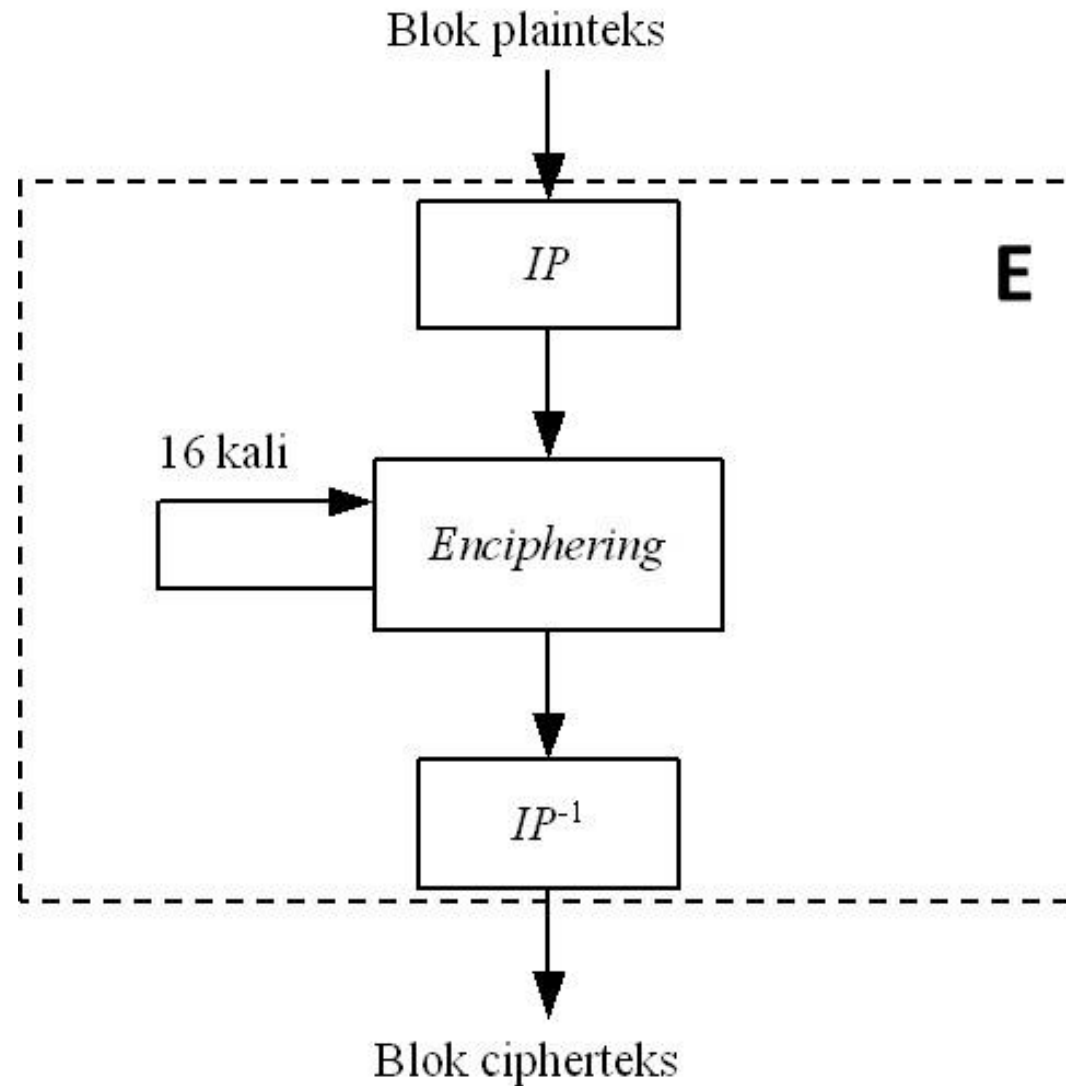 Blok plainteks
IP
E
16 kali
Enciphering
IP⁻¹
Blok cipherteks